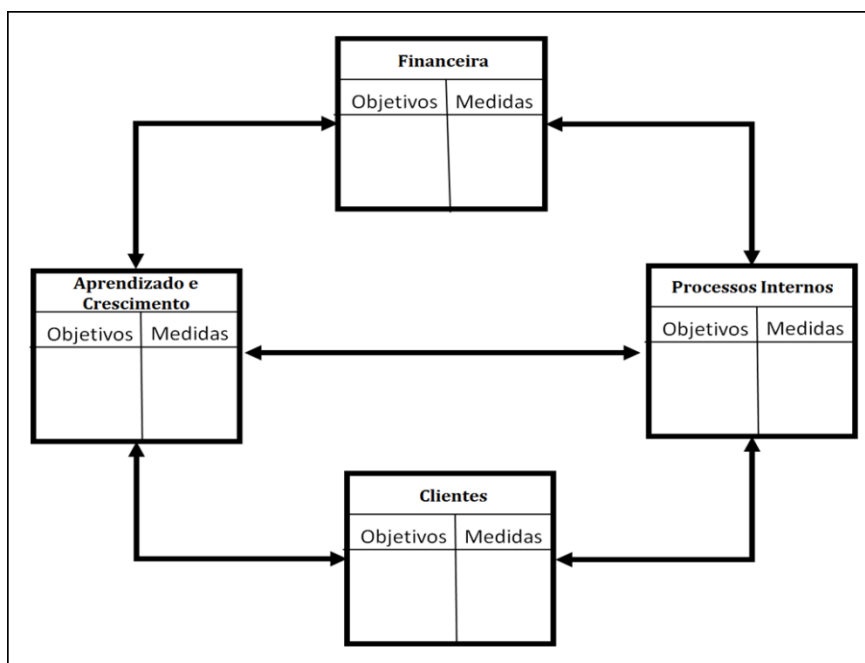 Financeira
Objetivos Medidas
Aprendizado e
Crescimento
Objetivos Medidas
Processos Internos
Objetivos Medidas
Clientes
Objetivos Medidas